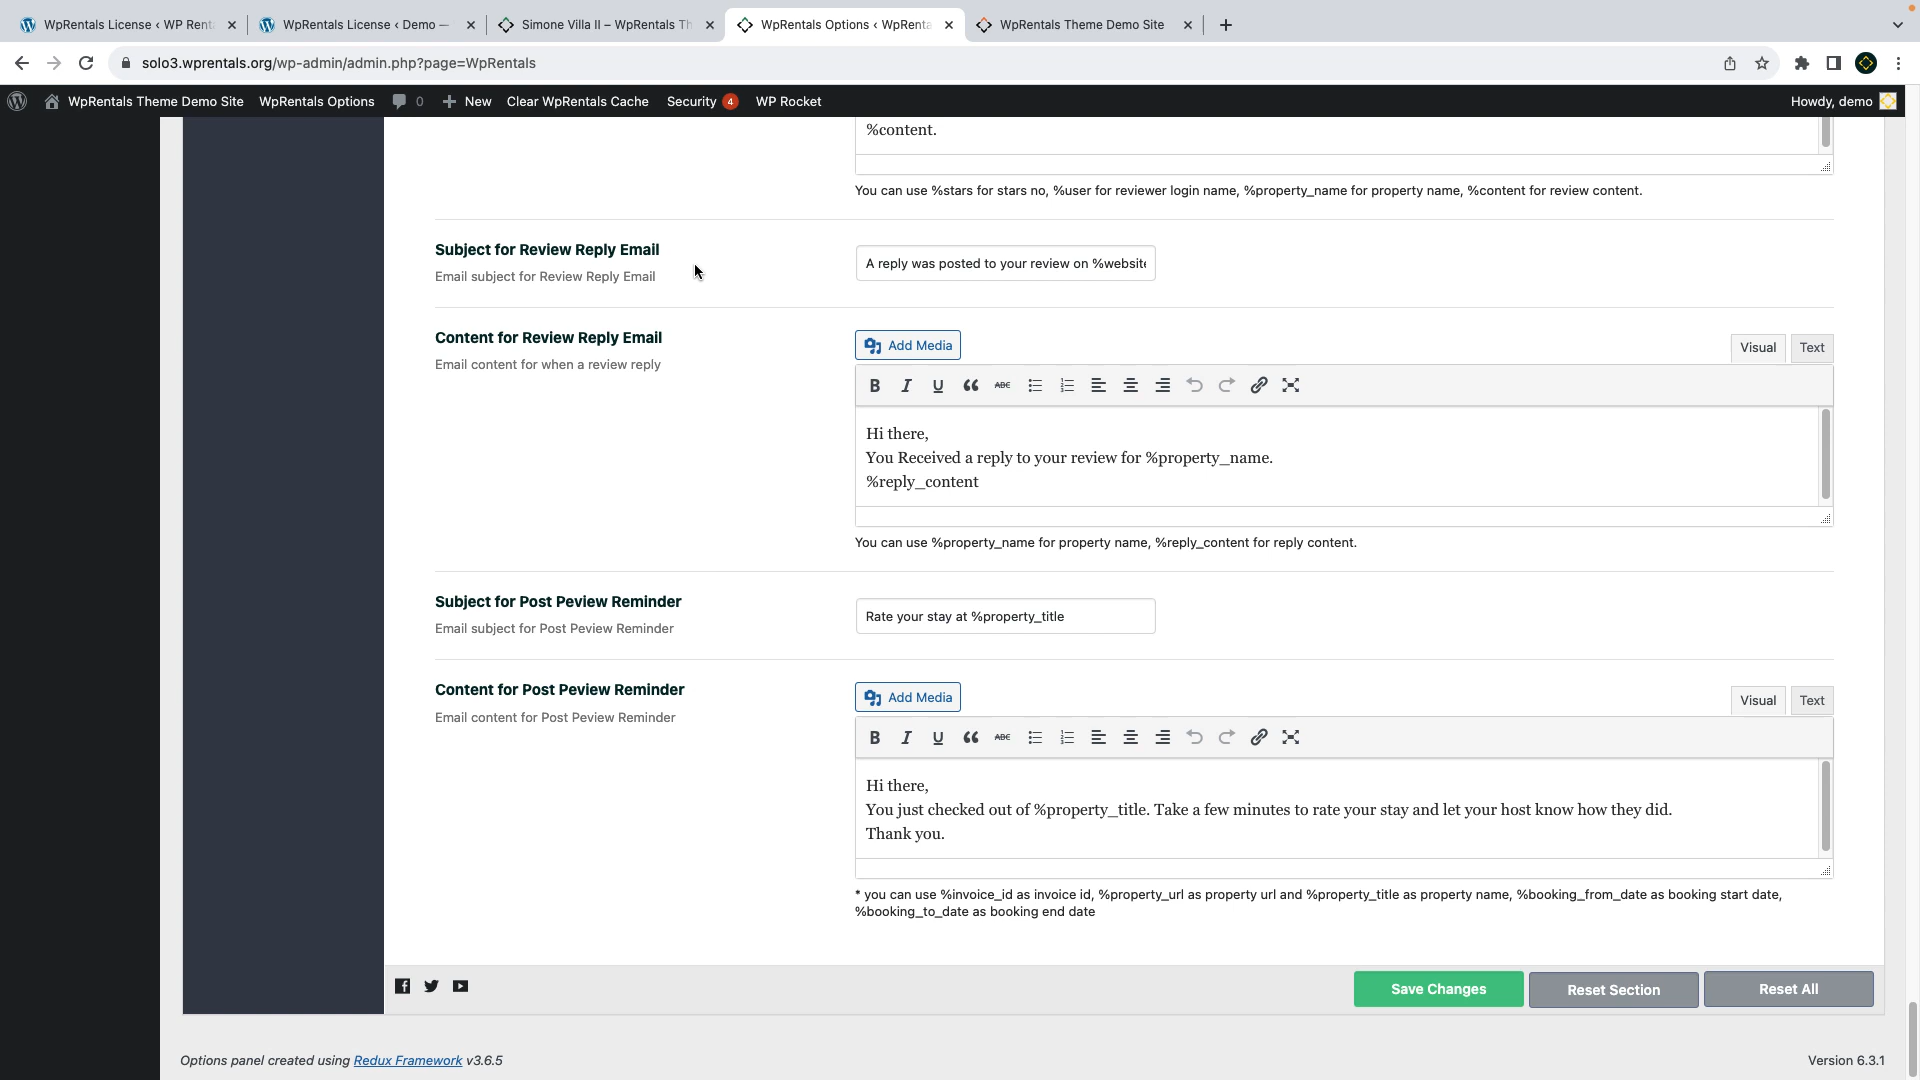 WpRentals License ‹ WP Rent
WpRentals License ‹ Demo —
Simone Villa II – WpRentals Th
WpRentals Options ‹ WpRenta
WpRentals Theme Demo Site
solo3.wprentals.org/wp-admin/admin.php?page=WpRentals
WpRentals Theme Demo Site
WpRentals Options
0
New
Clear WpRentals Cache
Security 4
WP Rocket
Howdy, demo
%content.
You can use %stars for stars no, %user for reviewer login name, %property_name for property name, %content for review content.
Subject for Review Reply Email
Email subject for Review Reply Email
A reply was posted to your review on %website
Content for Review Reply Email
Email content for when a review reply
Add Media
Visual
Text
B I U ABC
Hi there,
You Received a reply to your review for %property_name.
%reply_content
You can use %property_name for property name, %reply_content for reply content.
Subject for Post Peview Reminder
Email subject for Post Peview Reminder
Rate your stay at %property_title
Content for Post Peview Reminder
Email content for Post Peview Reminder
Add Media
Visual
Text
B I U ABC
Hi there,
You just checked out of %property_title. Take a few minutes to rate your stay and let your host know how they did.
Thank you.
* you can use %invoice_id as invoice id, %property_url as property url and %property_title as property name, %booking_from_date as booking start date,
%booking_to_date as booking end date
Save Changes
Reset Section
Reset All
Options panel created using Redux Framework v3.6.5
Version 6.3.1